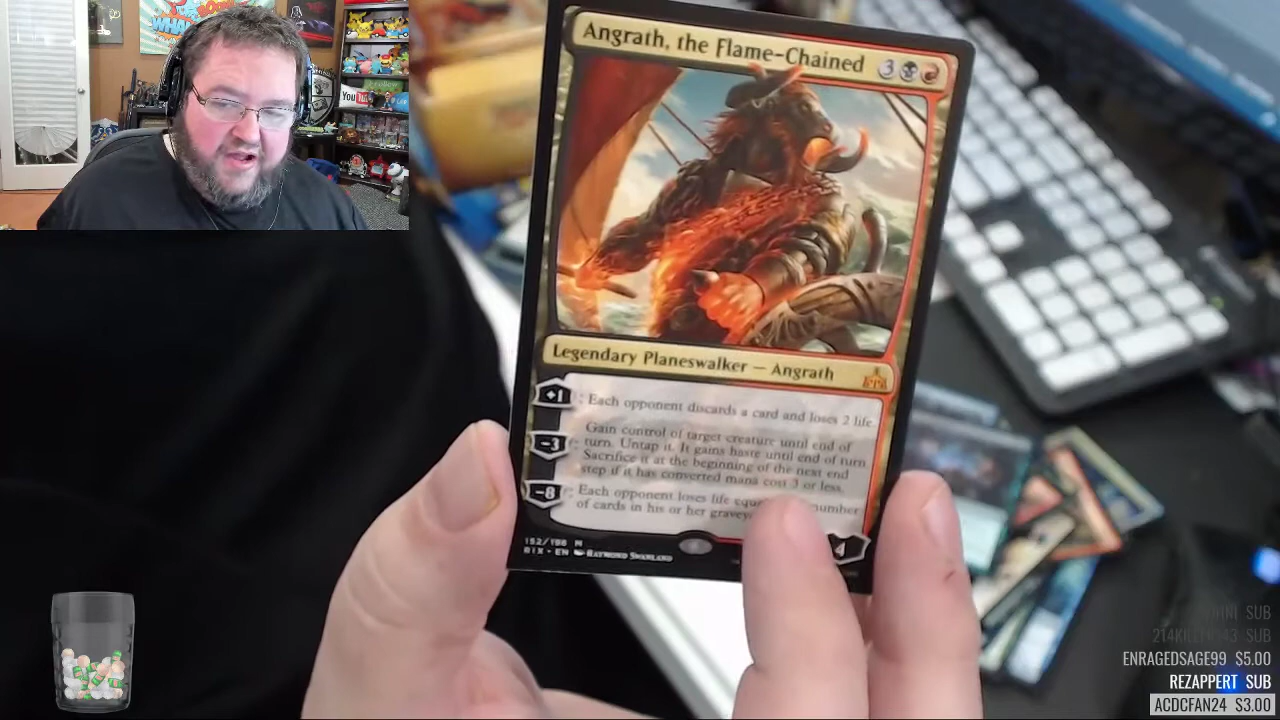 Angrath, the Flame-Chained 3
Legendary Planeswalker — Angrath
+1 : Each opponent discards a card and loses 2 life.
-3 : Gain control of target creature until end of
turn. Untap it. It gains haste until end of turn.
Sacrifice it at the beginning of the next end
step if it has converted mana cost 3 or less.
-8 : Each opponent loses life number
of cards in his or her
152/196 M
RIX • EN Raymond Swanland
4
You
SUB
SUB
ENRAGEDSAGE99 $5.00
REZAPPERT SUB
ACDCFAN24 $3.00